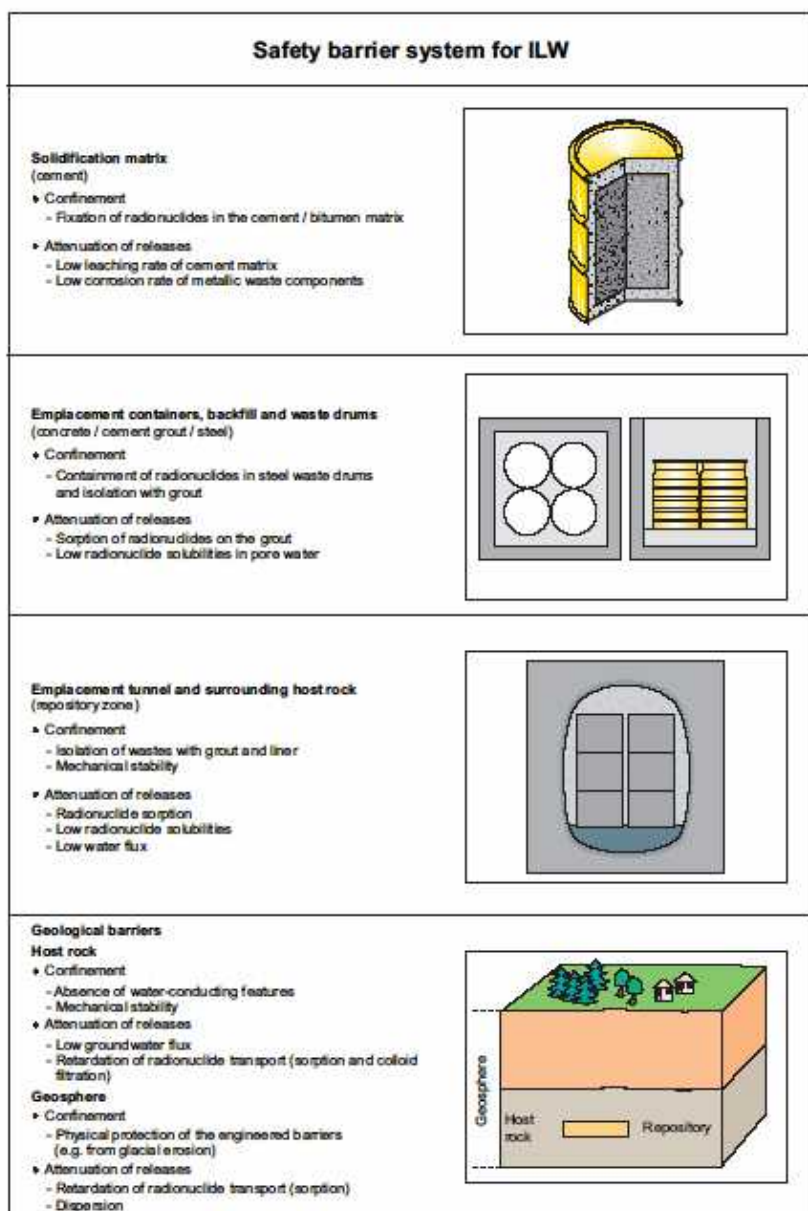 Safety barrier system for ILW
Solidification matrix
(cement)
• Confinement
- Fixation of radionuclides in the cement / bitumen matrix
• Attenuation of releases
- Low leaching rate of cement matrix
- Low corrosion rate of metallic waste components
Emplacement containers, backfill and waste drums
(concrete / cement grout / steel)
• Confinement
- Containment of radionuclides in steel waste drums
and isolation with grout
• Attenuation of releases
- Sorption of radionuclides on the grout
- Low radionuclide solubilities in pore water
Emplacement tunnel and surrounding host rock
(repository zone)
• Confinement
- Isolation of wastes with grout and liner
- Mechanical stability
• Attenuation of releases
- Radionuclide sorption
- Low radionuclide solubilities
- Low water flux
Geological barriers
Host rock
• Confinement
- Absence of water-conducting features
- Mechanical stability
• Attenuation of releases
- Low groundwater flux
- Retardation of radionuclide transport (sorption and colloid
filtration)
Geosphere
• Confinement
- Physical protection of the engineered barriers
(e.g. from glacial erosion)
• Attenuation of releases
- Retardation of radionuclide transport (sorption)
- Dispersion
Geosphere
Host
rock
Repository